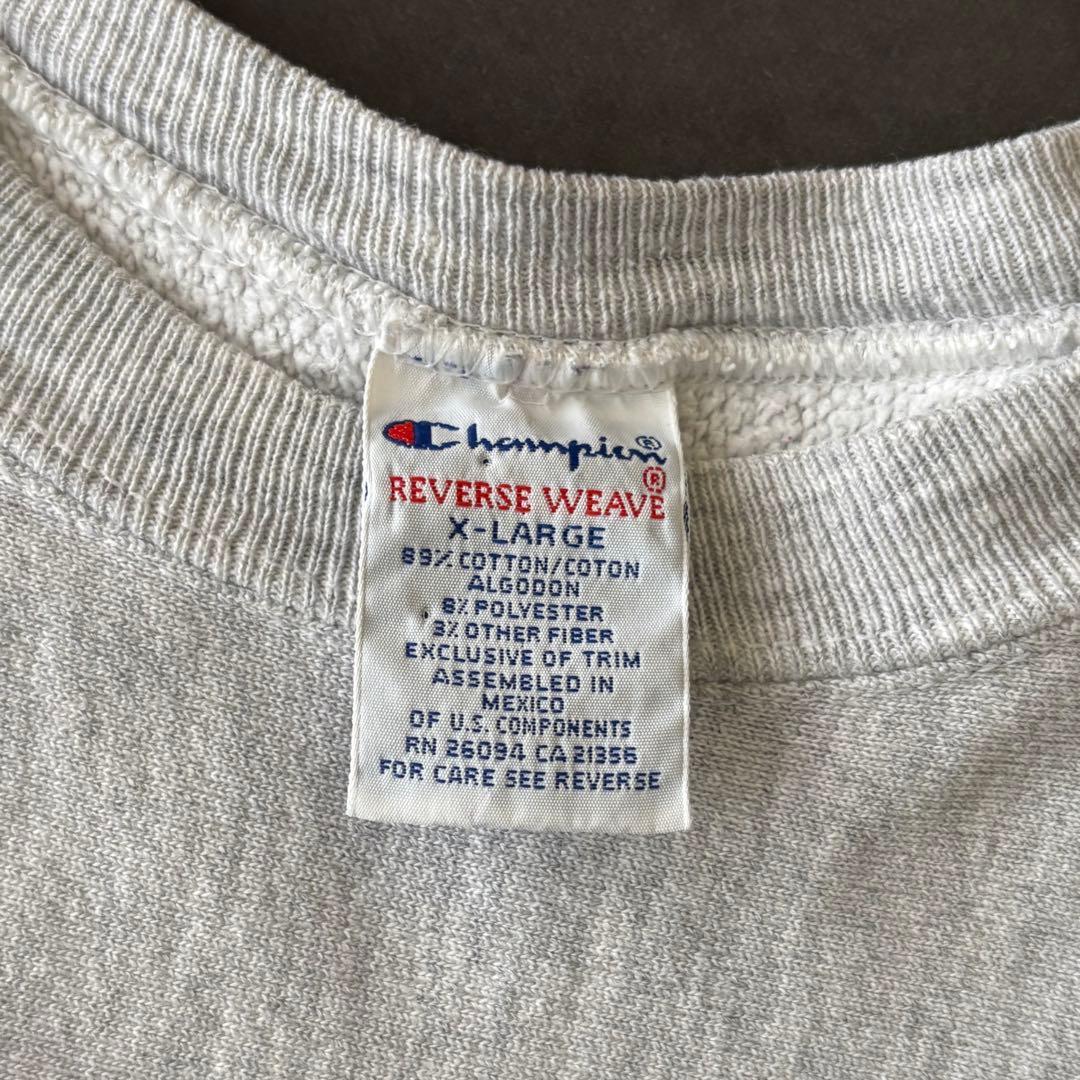 Champion®
REVERSE WEAVE®
X-LARGE
89% COTTON/COTON
ALGODON
8% POLYESTER
3% OTHER FIBER
EXCLUSIVE OF TRIM
ASSEMBLED IN
MEXICO
OF U.S. COMPONENTS
RN 26094 CA 21356
FOR CARE SEE REVERSE